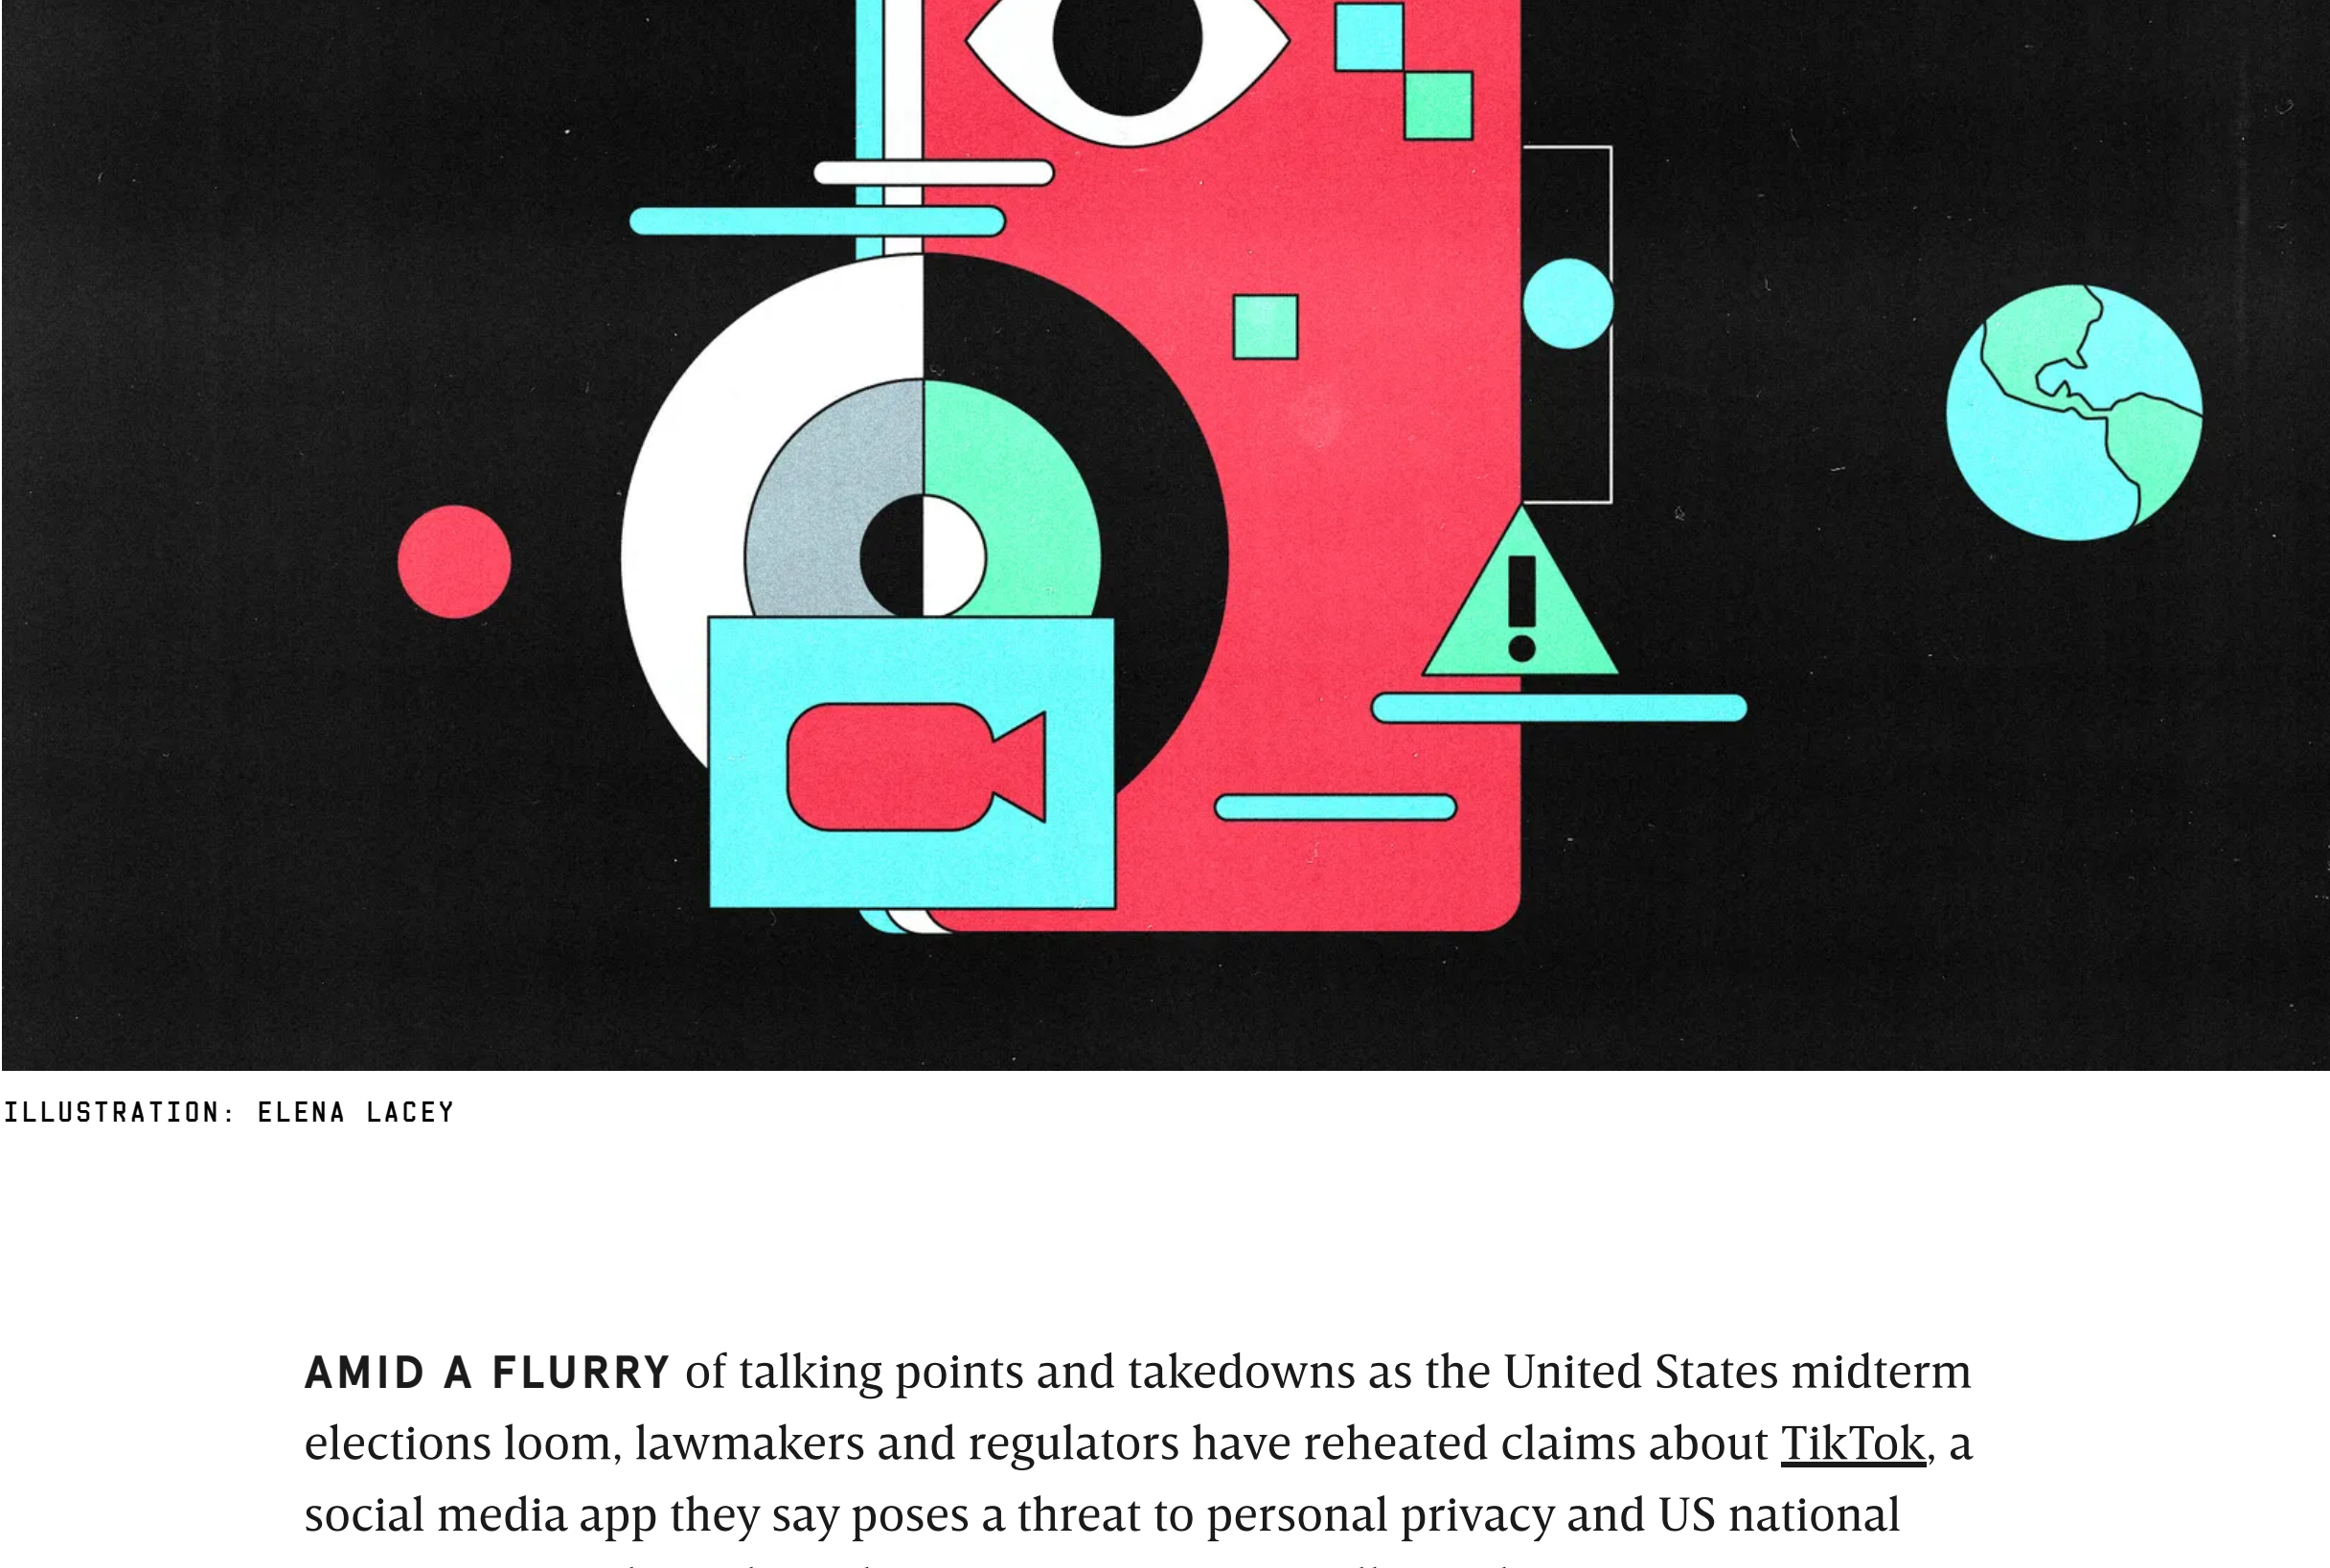 ILLUSTRATION: ELENA LACEY
AMID A FLURRY of talking points and takedowns as the United States midterm
elections loom, lawmakers and regulators have reheated claims about TikTok, a
social media app they say poses a threat to personal privacy and US national